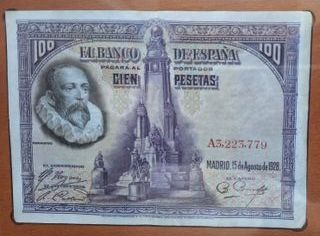 100 EL BANCO DE ESPAÑA 100
PAGARÁ AL PORTADOR
CIEN PESETAS
A3,223,779
MADRID, 15 de Agosto de 1928.